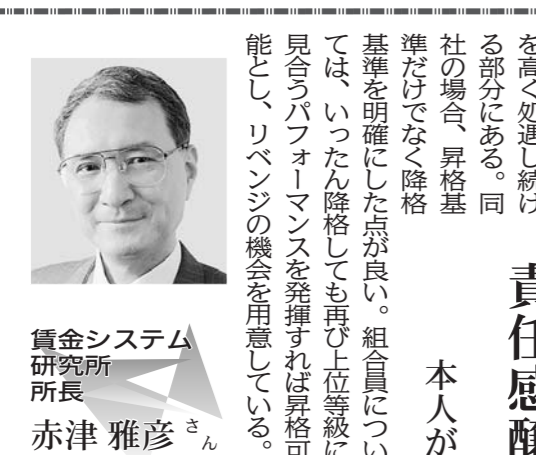 責任感醸
本人が
を高く処遇し続け
る部分にある。同
社の場合、昇格基
準だけでなく降格
基準を明確にした点が良い。組合員につい
ては、いったん降格しても再び上位等級に
見合うパフォーマンスを発揮すれば昇格可
能とし、リベンジの機会を用意している。
賃金システム
研究所
所長
赤津 雅彦 さん